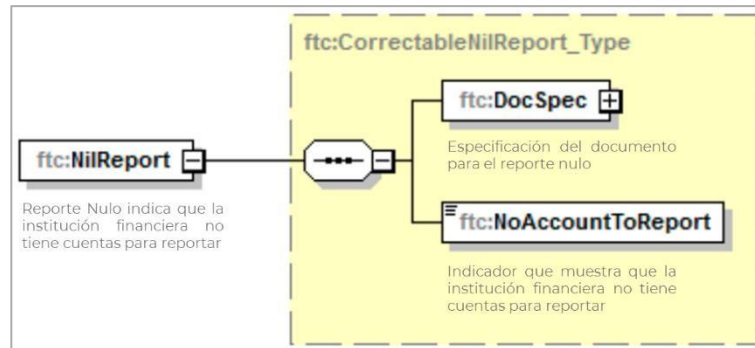 ftc:CorrectableNilReport_Type
ftc:DocSpec
Especificación del documento
para el reporte nulo
ftc:NilReport
Reporte Nulo indica que la
institución financiera no
tiene cuentas para reportar
ftc:NoAccountToReport
Indicador que muestra que la
institución financiera no tiene
cuentas para reportar